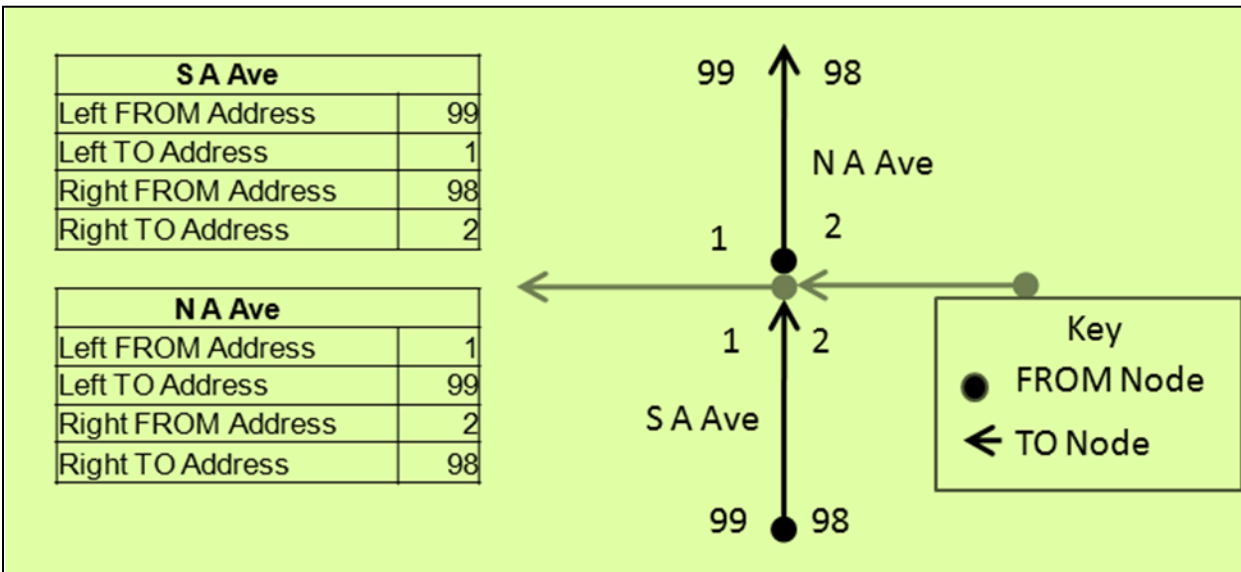 S A Ave
Left FROM Address 99
Left TO Address 1
Right FROM Address 98
Right TO Address 2
N A Ave
Left FROM Address 1
Left TO Address 99
Right FROM Address 2
Right TO Address 98
99 98
N A Ave
1 2
1 2
S A Ave
99 98
Key
FROM Node
TO Node